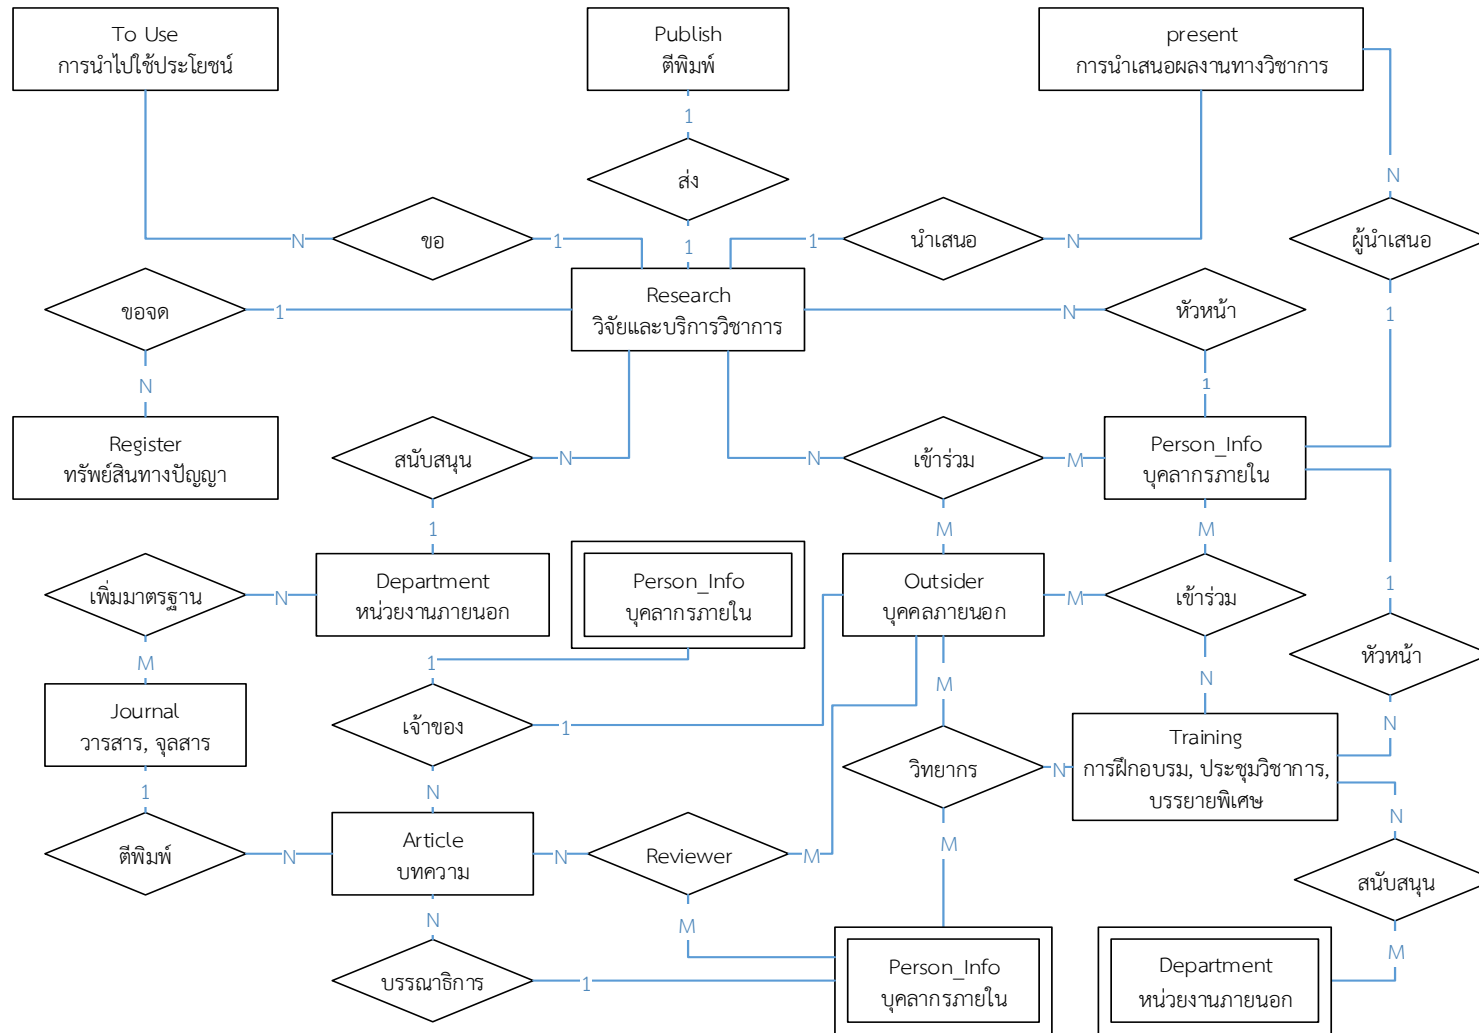 To Use
การนำไปใช้ประโยชน์
Publish
ตีพิมพ์
present
การนำเสนอผลงานทางวิชาการ
1
ส่ง
N
N
ขอ
1
1
1
นำเสนอ
N
ผู้นำเสนอ
ขอจด
1
Research
วิจัยและบริการวิชาการ
N
หัวหน้า
1
N
1
Register
ทรัพย์สินทางปัญญา
สนับสนุน
N
N
เข้าร่วม
M
Person_Info
บุคลากรภายใน
1
M
M
เพิ่มมาตรฐาน
N
Department
หน่วยงานภายนอก
Person_Info
บุคลากรภายใน
Outsider
บุคคลภายนอก
M
เข้าร่วม
1
M
1
N
หัวหน้า
Journal
วารสาร, จุลสาร
เจ้าของ
1
M
N
Training
การฝึกอบรม, ประชุมวิชาการ,
บรรยายพิเศษ
วิทยากร
N
1
N
N
ตีพิมพ์
N
Article
บทความ
N
Reviewer
M
M
สนับสนุน
N
M
M
บรรณาธิการ
1
Person_Info
บุคลากรภายใน
Department
หน่วยงานภายนอก